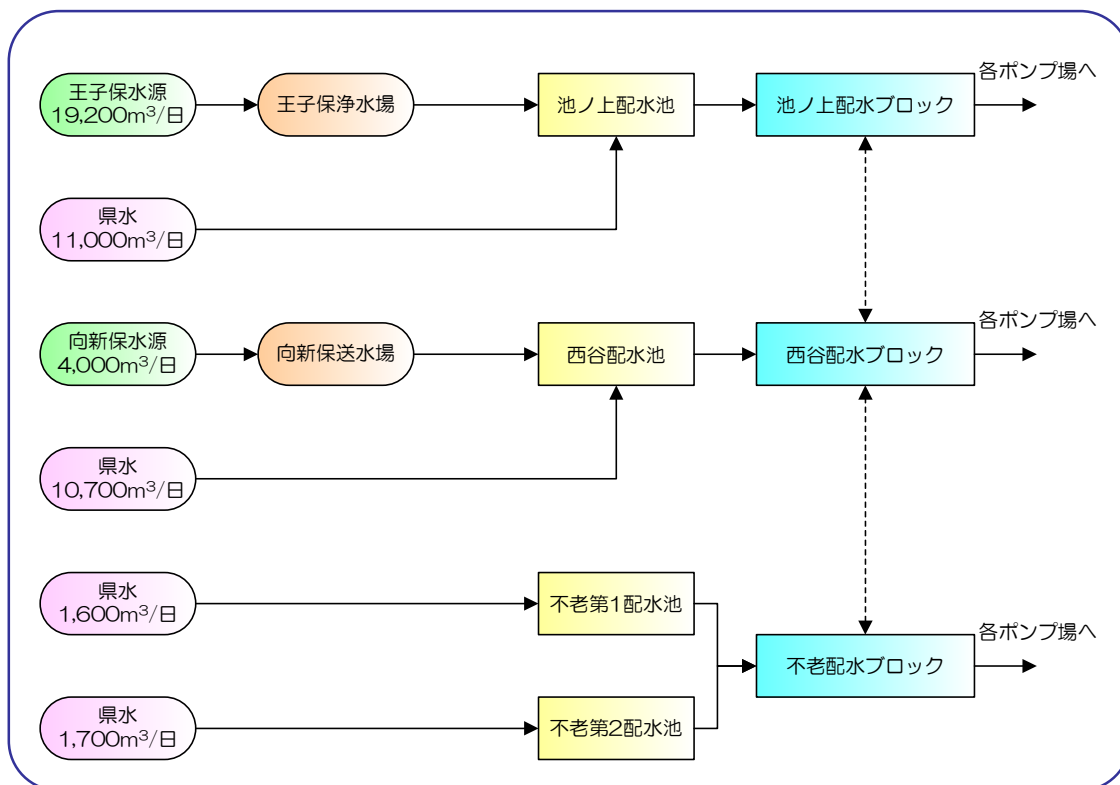 各ポンプ場へ
王子保水源
19,200m³/日
王子保浄水場
池ノ上配水池
池ノ上配水ブロック
県水
11,000m³/日
各ポンプ場へ
向新保水源
4,000m³/日
向新保送水場
西谷配水池
西谷配水ブロック
県水
10,700m³/日
県水
1,600m³/日
不老第1配水池
各ポンプ場へ
不老配水ブロック
県水
1,700m³/日
不老第2配水池